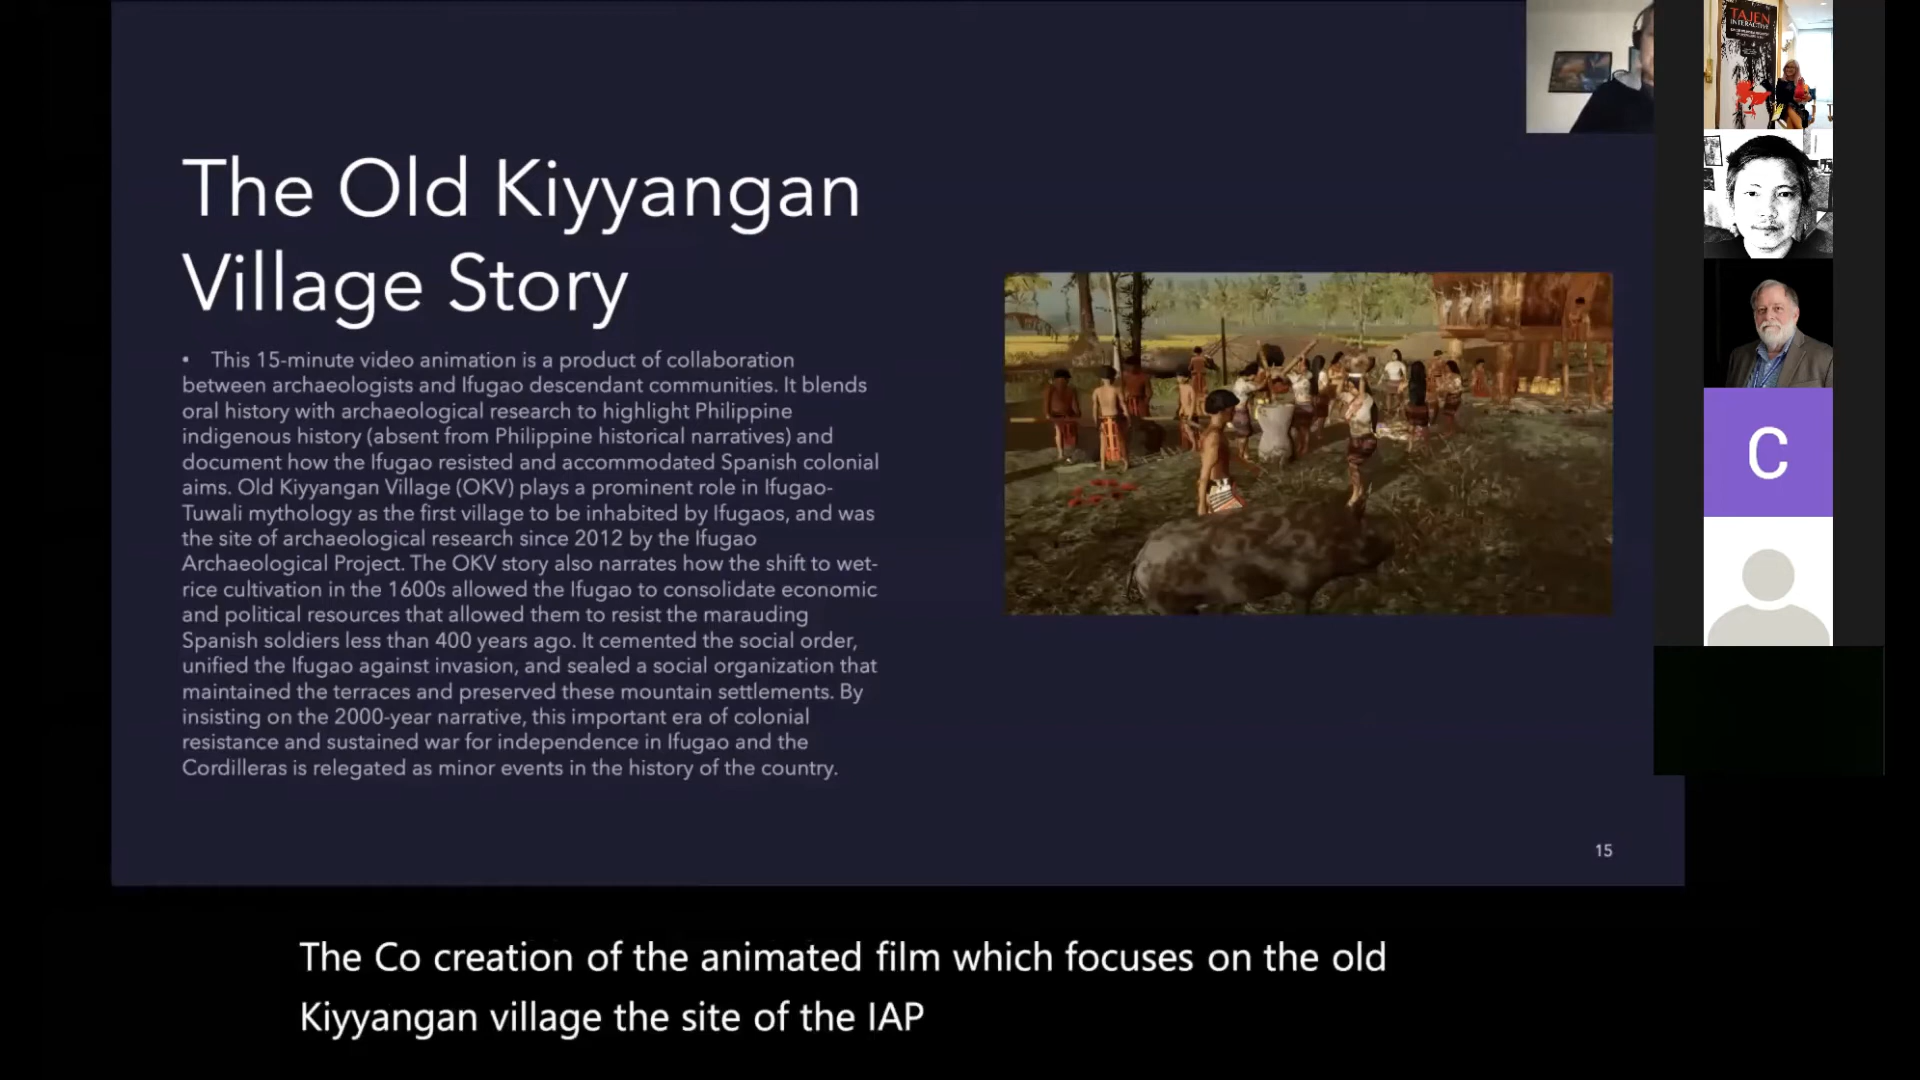 The Old Kiyyangan
Village Story
• This 15-minute video animation is a product of collaboration
between archaeologists and Ifugao descendant communities. It blends
oral history with archaeological research to highlight Philippine
indigenous history (absent from Philippine historical narratives) and
document how the Ifugao resisted and accommodated Spanish colonial
aims. Old Kiyyangan Village (OKV) plays a prominent role in Ifugao-
Tuwali mythology as the first village to be inhabited by Ifugaos, and was
the site of archaeological research since 2012 by the Ifugao
Archaeological Project. The OKV story also narrates how the shift to wet-
rice cultivation in the 1600s allowed the Ifugao to consolidate economic
and political resources that allowed them to resist the marauding
Spanish soldiers less than 400 years ago. It cemented the social order,
unified the Ifugao against invasion, and sealed a social organization that
maintained the terraces and preserved these mountain settlements. By
insisting on the 2000-year narrative, this important era of colonial
resistance and sustained war for independence in Ifugao and the
Cordilleras is relegated as minor events in the history of the country.
15
TAJEN
INTERACTIVE
C
The Co creation of the animated film which focuses on the old
Kiyyangan village the site of the IAP